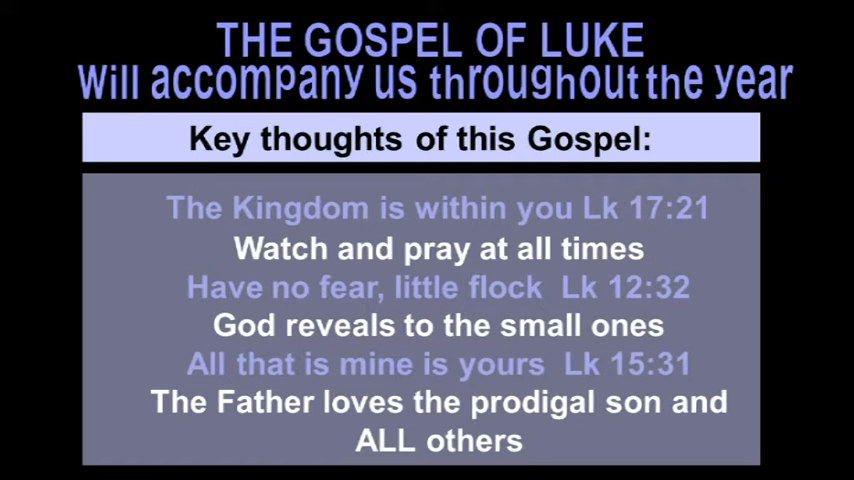 THE GOSPEL OF LUKE
Will accompany us throughout the year
Key thoughts of this Gospel:
The Kingdom is within you Lk 17:21
Watch and pray at all times
Have no fear, little flock Lk 12:32
God reveals to the small ones
All that is mine is yours Lk 15:31
The Father loves the prodigal son and
ALL others